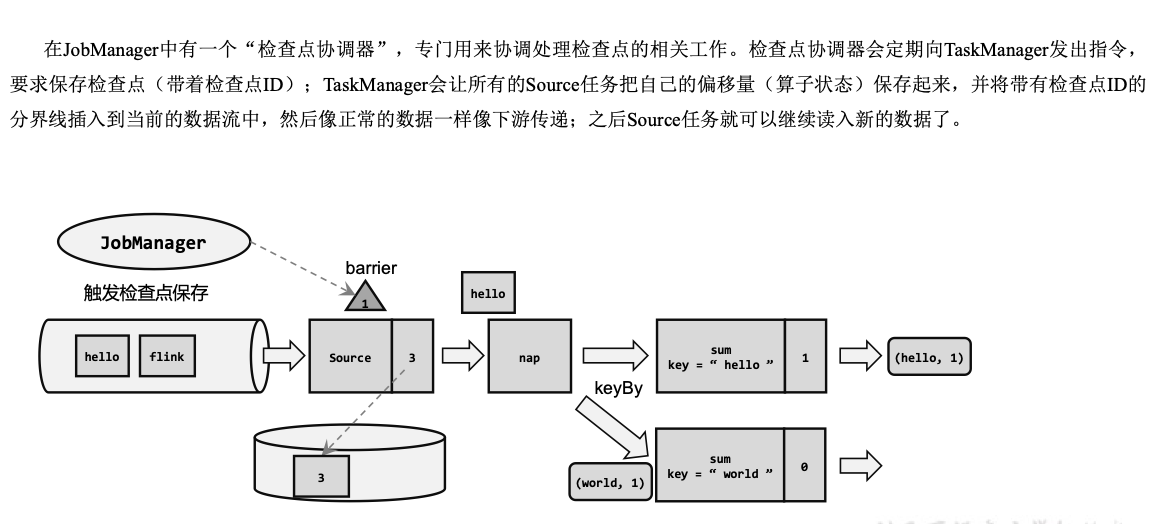 在JobManager中有一个“检查点协调器”，专门用来协调处理检查点的相关工作。检查点协调器会定期向TaskManager发出指令，
要求保存检查点（带着检查点ID）；TaskManager会让所有的Source任务把自己的偏移量（算子状态）保存起来，并将带有检查点ID的
分界线插入到当前的数据流中，然后像正常的数据一样像下游传递；之后Source任务就可以继续读入新的数据了。
JobManager
触发检查点保存
barrier
1
hello
hello
flink
Source
3
nap
sum
key = “ hello ”
1
(hello, 1)
keyBy
3
(world, 1)
sum
key = “ world ”
0